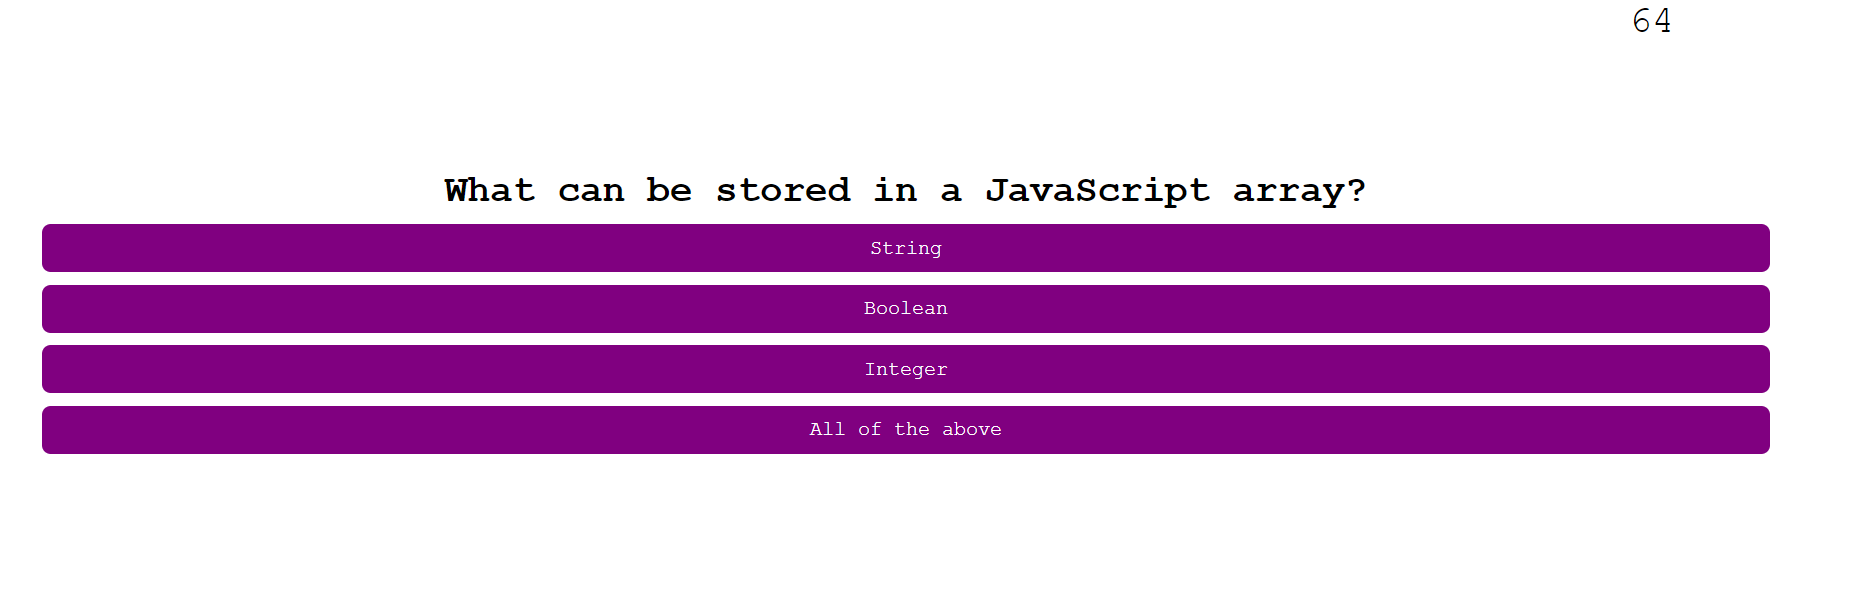 64
What can be stored in a JavaScript array?
String
Boolean
Integer
All of the above